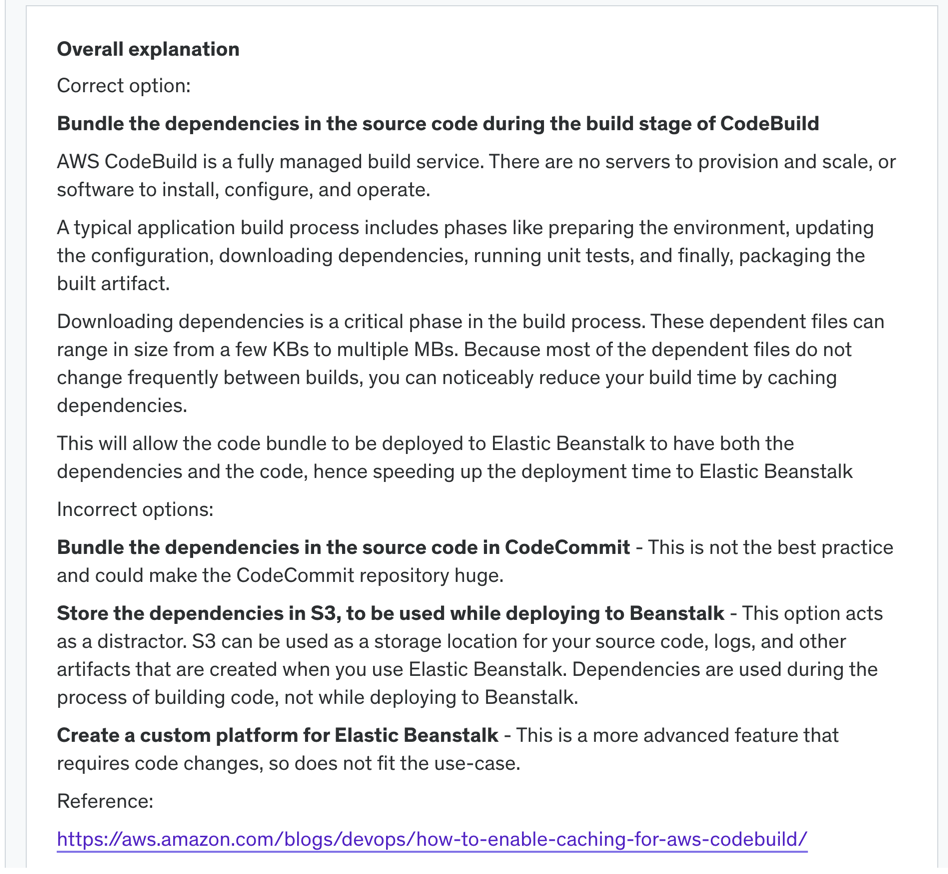 Overall explanation
Correct option:
Bundle the dependencies in the source code during the build stage of CodeBuild
AWS CodeBuild is a fully managed build service. There are no servers to provision and scale, or
software to install, configure, and operate.
A typical application build process includes phases like preparing the environment, updating
the configuration, downloading dependencies, running unit tests, and finally, packaging the
built artifact.
Downloading dependencies is a critical phase in the build process. These dependent files can
range in size from a few KBs to multiple MBs. Because most of the dependent files do not
change frequently between builds, you can noticeably reduce your build time by caching
dependencies.
This will allow the code bundle to be deployed to Elastic Beanstalk to have both the
dependencies and the code, hence speeding up the deployment time to Elastic Beanstalk
Incorrect options:
Bundle the dependencies in the source code in CodeCommit - This is not the best practice
and could make the CodeCommit repository huge.
Store the dependencies in S3, to be used while deploying to Beanstalk - This option acts
as a distractor. S3 can be used as a storage location for your source code, logs, and other
artifacts that are created when you use Elastic Beanstalk. Dependencies are used during the
process of building code, not while deploying to Beanstalk.
Create a custom platform for Elastic Beanstalk - This is a more advanced feature that
requires code changes, so does not fit the use-case.
Reference:
https://aws.amazon.com/blogs/devops/how-to-enable-caching-for-aws-codebuild/